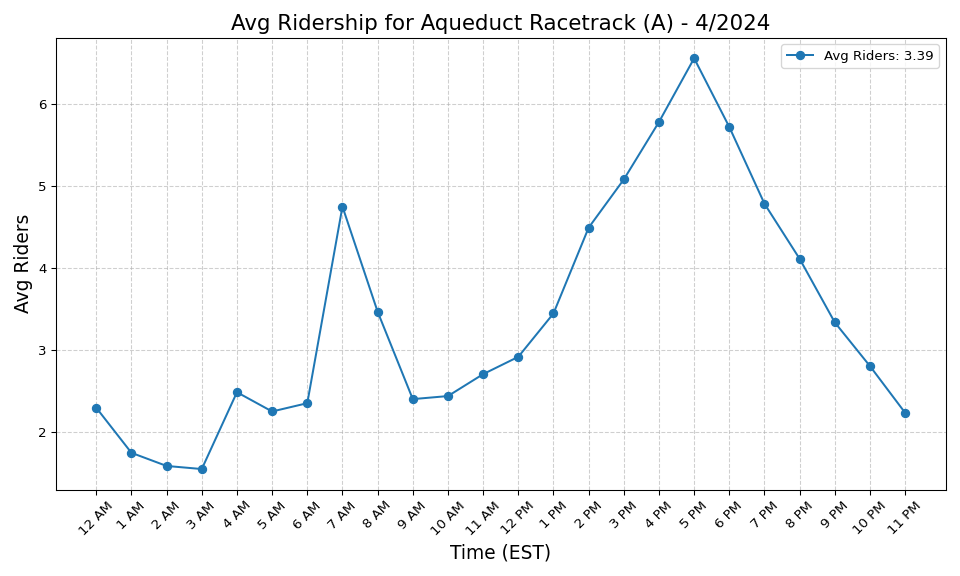 Avg Ridership for Aqueduct Racetrack (A) - 4/2024
Avg Riders: 3.39
Avg Riders
6
5
4
3
2
12 AM
1 AM
2 AM
3 AM
4 AM
5 AM
6 AM
7 AM
8 AM
9 AM
10 AM
11 AM
12 PM
1 PM
2 PM
3 PM
4 PM
5 PM
6 PM
7 PM
8 PM
9 PM
10 PM
11 PM
Time (EST)